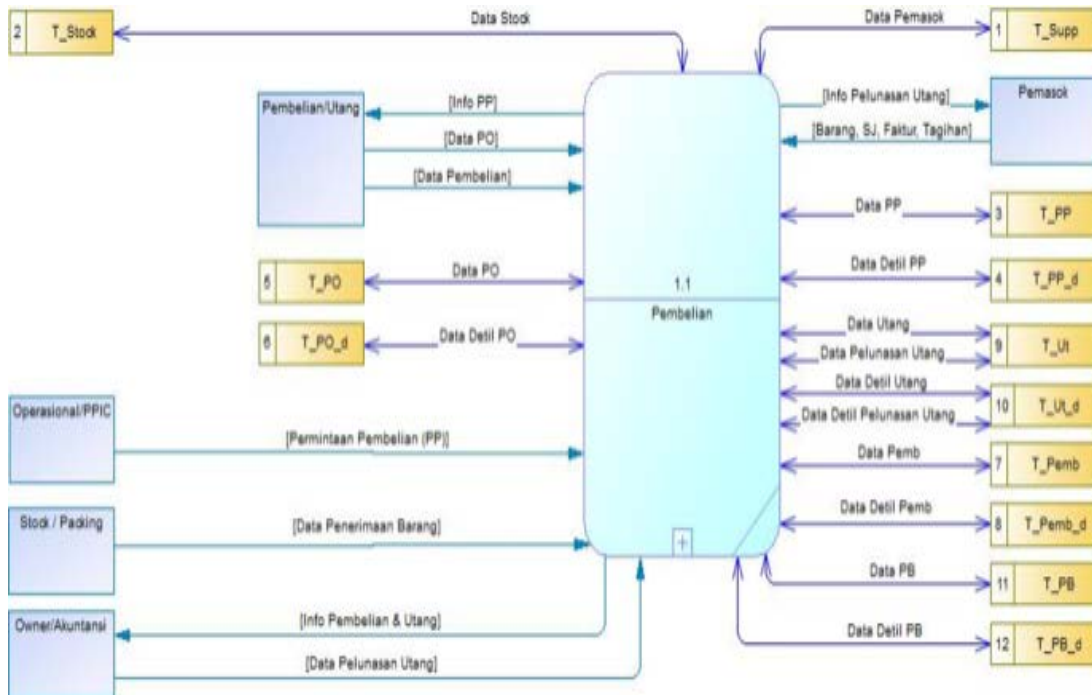 Data Stock
Data Pemasok
2 T_Stock
1 T_Supp
Pembelian/Utang
[Info PP]
[Data PO]
[Data Pembelian]
[Info Pelunasan Utang]
Pemasok
[Barang, SJ, Faktur, Tagihan]
Data PP
3 T_PP
Data Detil PP
4 T_PP_d
5 T_PO
Data PO
6 T_PO_d
Data Detil PO
1.1
Pembelian
Data Utang
9 T_Ut
Data Pelunasan Utang
Data Detil Utang
10 T_Ut_d
Data Detil Pelunasan Utang
Operasional/PPIC
[Permintaan Pembelian (PP)]
Data Pemb
7 T_Pemb
Stock / Packing
[Data Penerimaan Barang]
Data Detil Pemb
8 T_Pemb_d
Data PB
11 T_PB
Owner/Akuntansi
[Info Pembelian & Utang]
[Data Pelunasan Utang]
Data Detil PB
12 T_PB_d